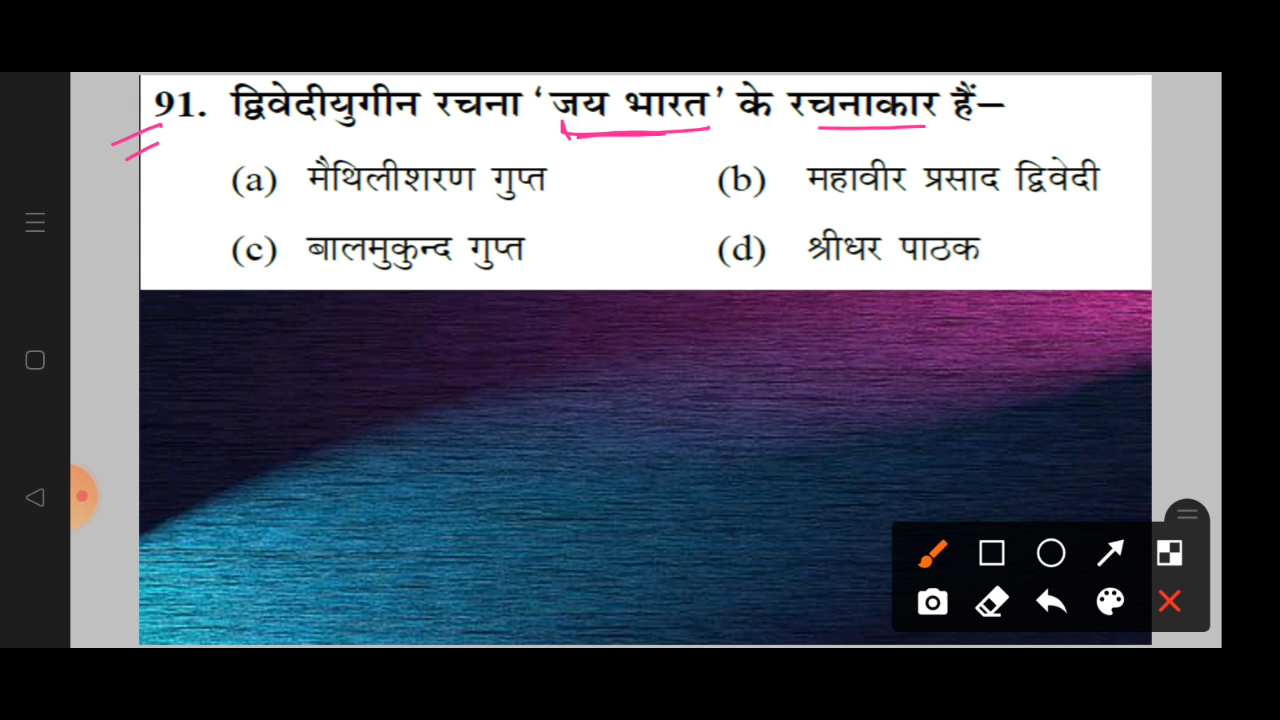 91. द्विवेदीयुगीन रचना ‘जय भारत’ के रचनाकार हैं–
(a) मैथिलीशरण गुप्त (b) महावीर प्रसाद द्विवेदी
(c) बालमुकुन्द गुप्त (d) श्रीधर पाठक